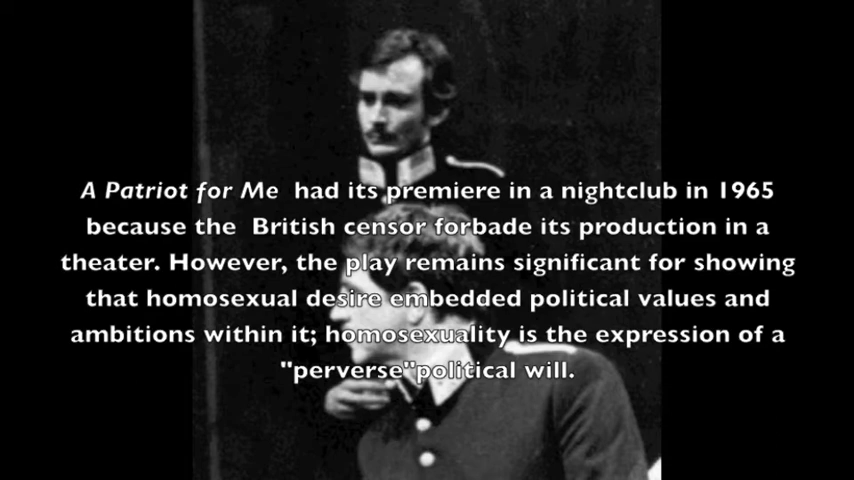 A Patriot for Me had its premiere in a nightclub in 1965
because the British censor forbade its production in a
theater. However, the play remains significant for showing
that homosexual desire embedded political values and
ambitions within it; homosexuality is the expression of a
"perverse"political will.